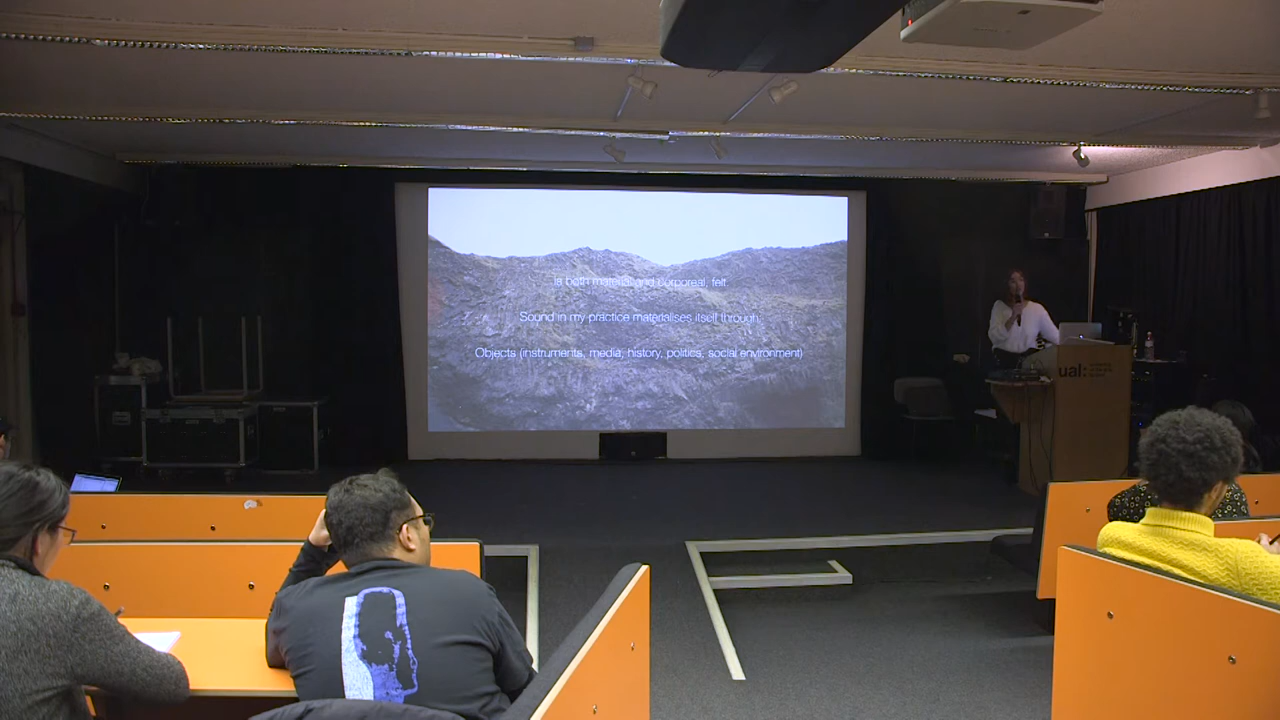 is both material and corporeal, felt.
Sound in my practice materialises itself through:
Objects (instruments, media, history, politics, social environment)
ual: